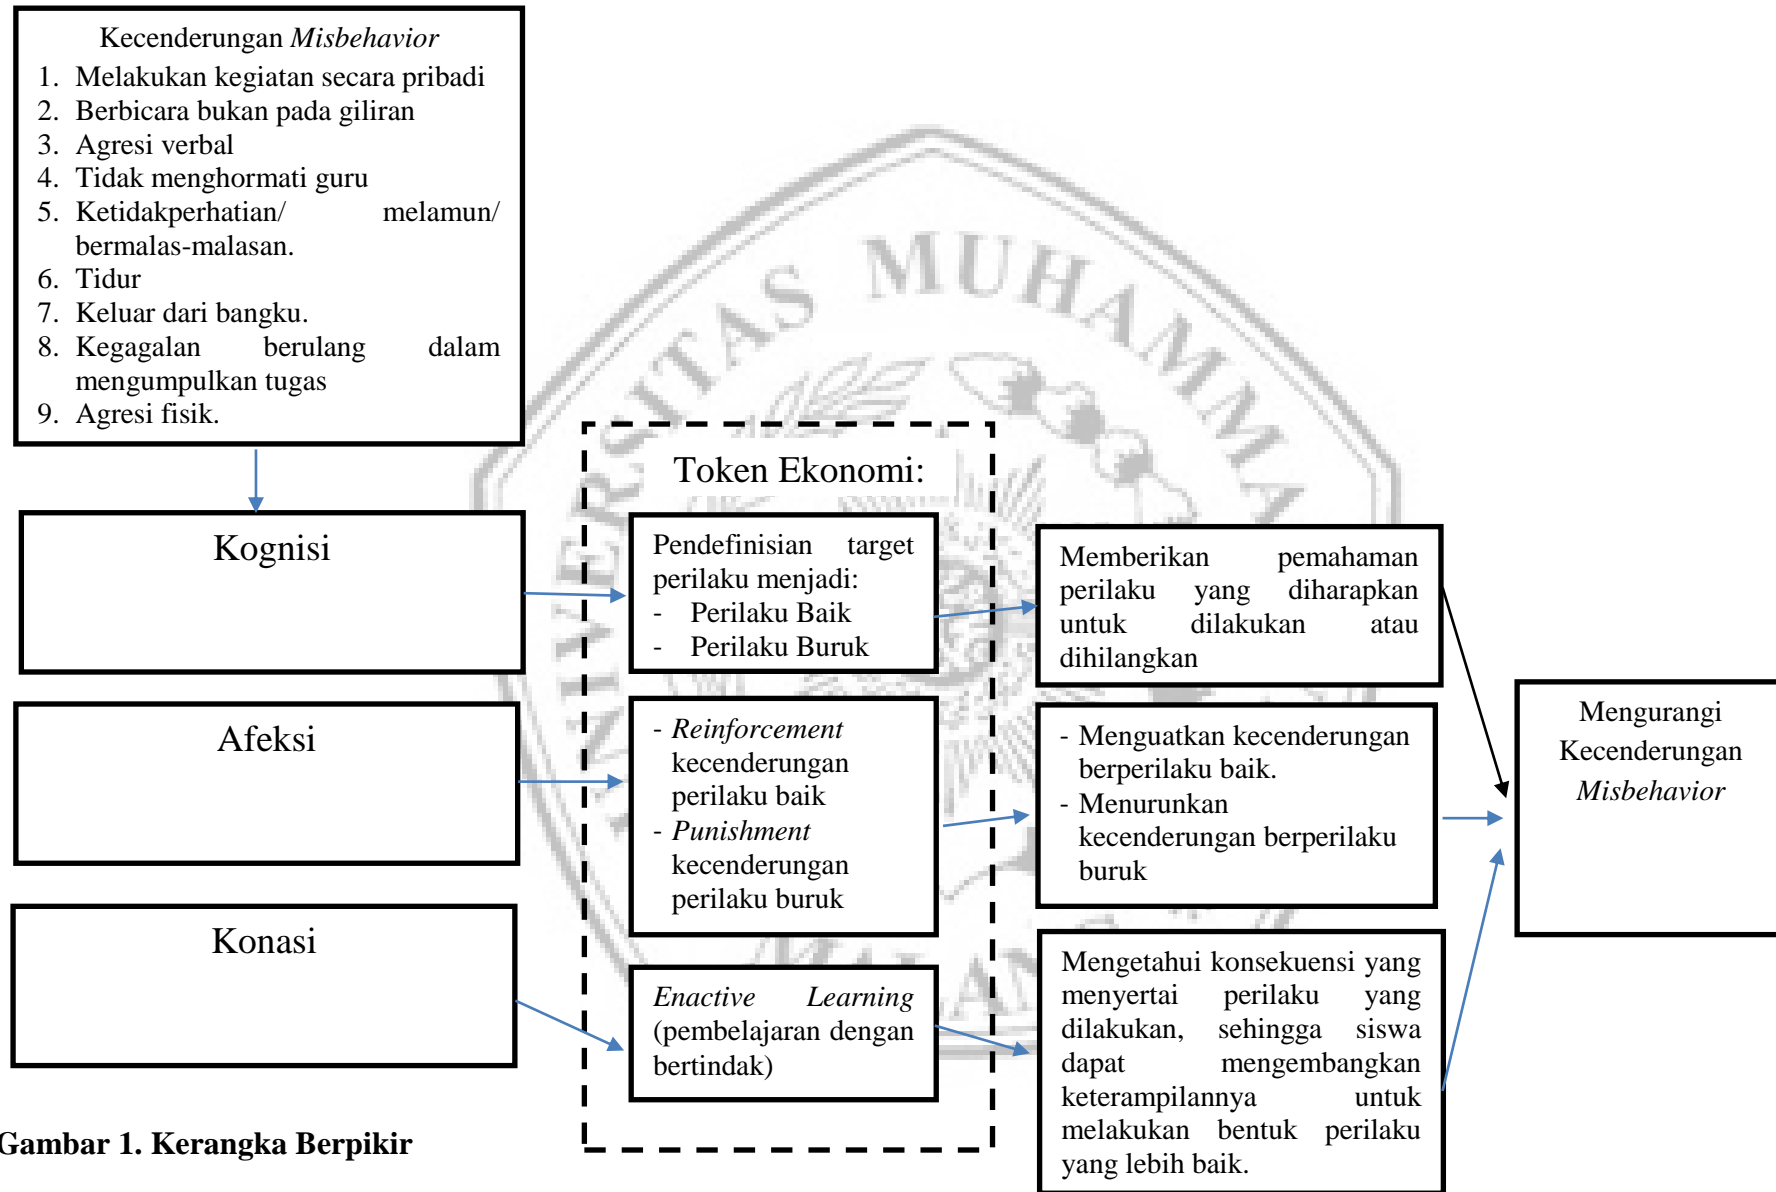 Kecenderungan Misbehavior
1. Melakukan kegiatan secara pribadi
2. Berbicara bukan pada giliran
3. Agresi verbal
4. Tidak menghormati guru
5. Ketidakperhatian/ melamun/
bermalas-malasan.
6. Tidur
7. Keluar dari bangku.
8. Kegagalan berulang dalam
mengumpulkan tugas
9. Agresi fisik.
Kognisi
Afeksi
Konasi
Token Ekonomi:
Pendefinisian target
perilaku menjadi:
- Perilaku Baik
- Perilaku Buruk
- Reinforcement
kecenderungan
perilaku baik
- Punishment
kecenderungan
perilaku buruk
Enactive Learning
(pembelajaran dengan
bertindak)
Memberikan pemahaman
perilaku yang diharapkan
untuk dilakukan atau
dihilangkan
- Menguatkan kecenderungan
berperilaku baik.
- Menurunkan
kecenderungan berperilaku
buruk
Mengetahui konsekuensi yang
menyertai perilaku yang
dilakukan, sehingga siswa
dapat mengembangkan
keterampilannya untuk
melakukan bentuk perilaku
yang lebih baik.
Mengurangi
Kecenderungan
Misbehavior
Gambar 1. Kerangka Berpikir
UNIVERSITAS MUHAMMA
MALANG